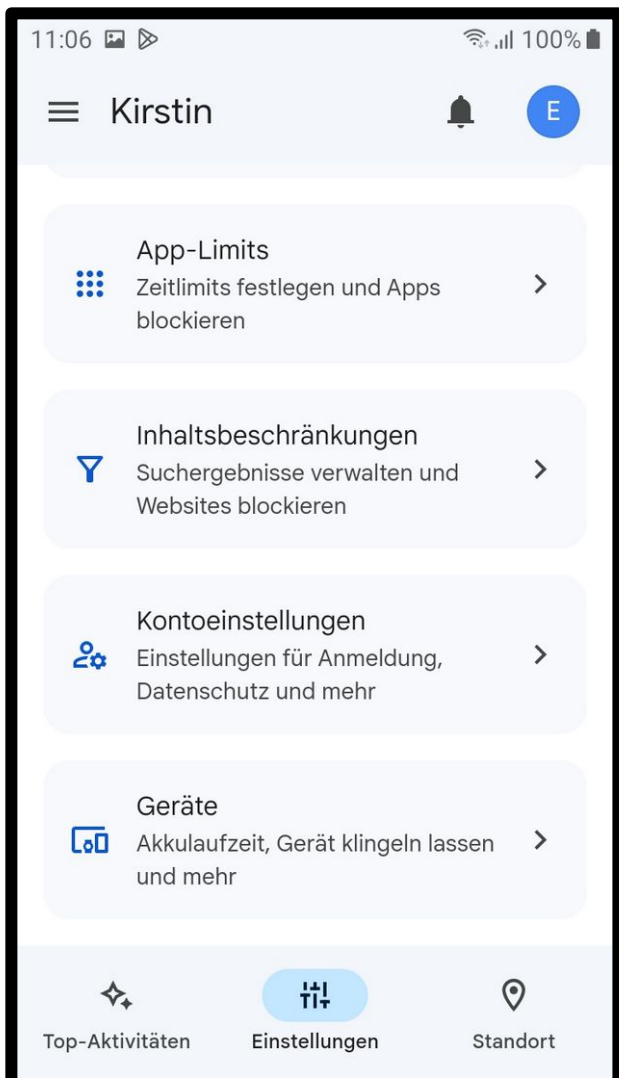 11:06 100%
Kirstin E
App-Limits
Zeitlimits festlegen und Apps
blockieren
Inhaltsbeschränkungen
Suchergebnisse verwalten und
Websites blockieren
Kontoeinstellungen
Einstellungen für Anmeldung,
Datenschutz und mehr
Geräte
Akkulaufzeit, Gerät klingeln lassen
und mehr
Top-Aktivitäten Einstellungen Standort